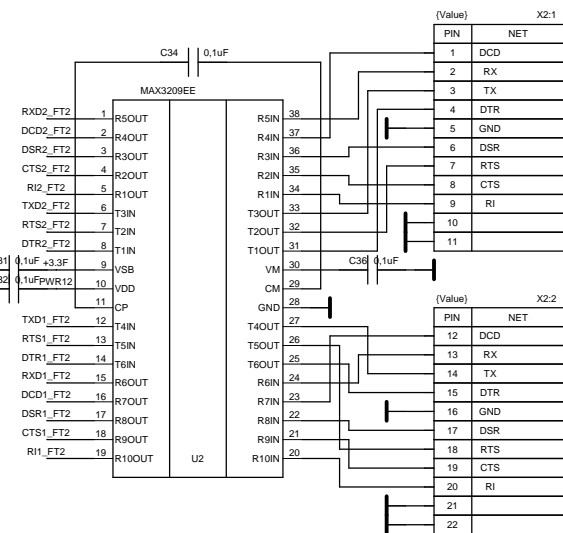 {Value} X2:1
PIN NET
1 DCD
2 RX
3 TX
4 DTR
5 GND
6 DSR
7 RTS
8 CTS
9 RI
10
11
C34 0,1uF
MAX3209EE
RXD2_FT2 1 R5OUT R5IN 38
DCD2_FT2 2 R4OUT R4IN 37
DSR2_FT2 3 R3OUT R3IN 36
CTS2_FT2 4 R2OUT R2IN 35
RI2_FT2 5 R1OUT R1IN 34
TXD2_FT2 6 T3IN T3OUT 33
RTS2_FT2 7 T2IN T2OUT 32
DTR2_FT2 8 T1IN T1OUT 31
0,1uF +3.3F 9 VSB VM 30 C36 0,1uF
0,1uF PWR12 10 VDD CM 29
11 CP GND 28
TXD1_FT2 12 T4IN T4OUT 27
RTS1_FT2 13 T5IN T5OUT 26
DTR1_FT2 14 T6IN T6OUT 25
RXD1_FT2 15 R6OUT R6IN 24
DCD1_FT2 16 R7OUT R7IN 23
DSR1_FT2 17 R8OUT R8IN 22
CTS1_FT2 18 R9OUT R9IN 21
RI1_FT2 19 R10OUT U2 R10IN 20
{Value} X2:2
PIN NET
12 DCD
13 RX
14 TX
15 DTR
16 GND
17 DSR
18 RTS
19 CTS
20 RI
21
22